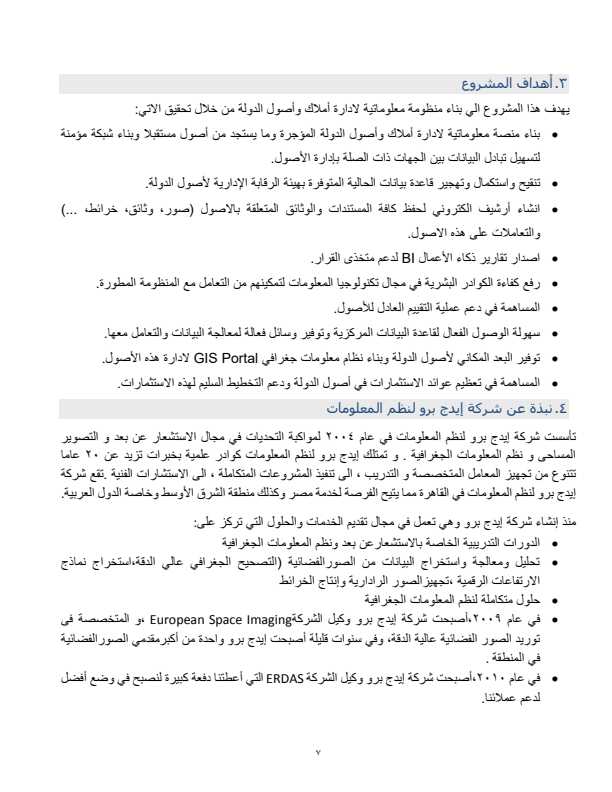 ٣. أهداف المشروع
يهدف هذا المشروع الي بناء منظومة معلوماتية لادارة أملاك وأصول الدولة من خلال تحقيق الاتي:
• بناء منصة معلوماتية لادارة أملاك وأصول الدولة المؤجرة وما يستجد من أصول مستقبلا وبناء شبكة مؤمنة
لتسهيل تبادل البيانات بين الجهات ذات الصلة بإدارة الأصول.
• تنقيح واستكمال وتهجير قاعدة بيانات الحالية المتوفرة بهيئة الرقابة الإدارية لأصول الدولة.
• انشاء أرشيف الكتروني لحفظ كافة المستندات والوثائق المتعلقة بالاصول (صور، وثائق، خرائط، ...)
والتعاملات على هذه الاصول.
• اصدار تقارير ذكاء الأعمال BI لدعم متخذى القرار.
• رفع كفاءة الكوادر البشرية في مجال تكنولوجيا المعلومات لتمكينهم من التعامل مع المنظومة المطورة.
• المساهمة في دعم عملية التقييم العادل للأصول.
• سهولة الوصول الفعال لقاعدة البيانات المركزية وتوفير وسائل فعالة لمعالجة البيانات والتعامل معها.
• توفير البعد المكاني لأصول الدولة وبناء نظام معلومات جغرافي GIS Portal لادارة هذه الأصول.
• المساهمة في تعظيم عوائد الاستثمارات في أصول الدولة ودعم التخطيط السليم لهذه الاستثمارات.
٤. نبذة عن شركة إيدج برو لنظم المعلومات
تأسست شركة إيدج برو لنظم المعلومات في عام ٢٠٠٤ لمواكبة التحديات في مجال الاستشعار عن بعد و التصوير
المساحى و نظم المعلومات الجغرافية . و تمتلك إيدج برو لنظم المعلومات كوادر علمية بخبرات تزيد عن ٢٠ عاما
تتنوع من تجهيز المعامل المتخصصة و التدريب ، الى تنفيذ المشروعات المتكاملة ، الى الاستشارات الفنية .تقع شركة
إيدج برو لنظم المعلومات في القاهرة مما يتيح الفرصة لخدمة مصر وكذلك منطقة الشرق الأوسط وخاصة الدول العربية.
منذ إنشاء شركة إيدج برو وهي تعمل في مجال تقديم الخدمات والحلول التي تركز على:
• الدورات التدريبية الخاصة بالاستشعارعن بعد ونظم المعلومات الجغرافية
• تحليل ومعالجة واستخراج البيانات من الصورالفضائية (التصحيح الجغرافي عالي الدقة،استخراج نماذج
الارتفاعات الرقمية ،تجهيزالصور الرادارية وإنتاج الخرائط
• حلول متكاملة لنظم المعلومات الجغرافية
• في عام ٢٠٠٩،أصبحت شركة إيدج برو وكيل الشركةEuropean Space Imaging ،و المتخصصة فى
توريد الصور الفضائية عالية الدقة، وفي سنوات قليلة أصبحت إيدج برو واحدة من أكبرمقدمي الصورالفضائية
في المنطقة .
• في عام ٢٠١٠،أصبحت شركة إيدج برو وكيل الشركة ERDAS التي أعطتنا دفعة كبيرة لنصبح في وضع أفضل
لدعم عملائنا.
٧